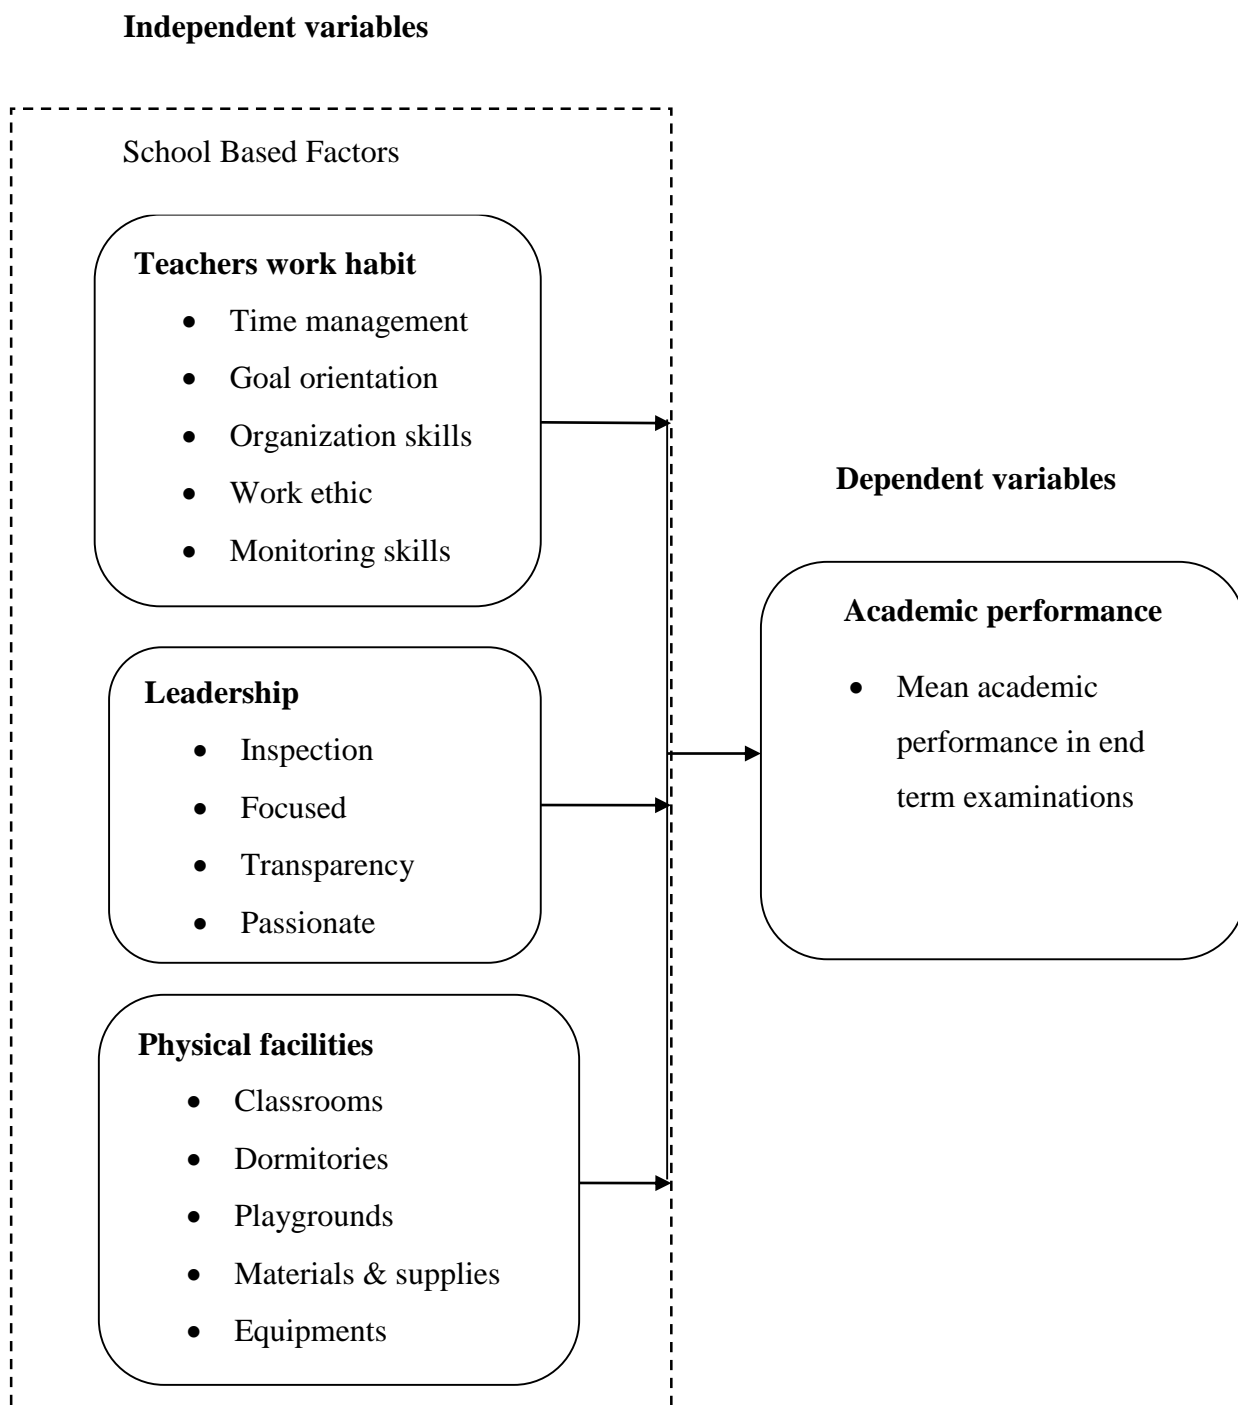 Independent variables
School Based Factors
Teachers work habit
• Time management
• Goal orientation
• Organization skills
• Work ethic
• Monitoring skills
Leadership
• Inspection
• Focused
• Transparency
• Passionate
Physical facilities
• Classrooms
• Dormitories
• Playgrounds
• Materials & supplies
• Equipments
Dependent variables
Academic performance
• Mean academic
performance in end
term examinations